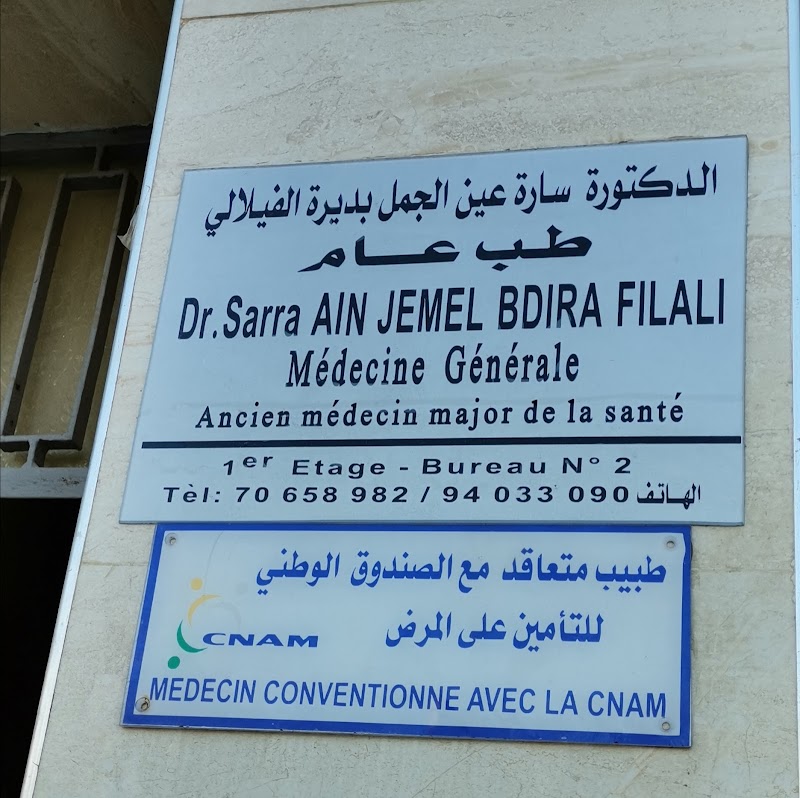 الدكتورة سارة عين الجمل بديرة الفيلالي
طب عــام
Dr.Sarra AIN JEMEL BDIRA FILALI
Médecine Générale
Ancien médecin major de la santé
1er Etage - Bureau N° 2
Tèl: 70 658 982 / 94 033 090 الهاتف
طبيب متعاقد مع الصندوق الوطني
للتأمين على المرض
CNAM
MEDECIN CONVENTIONNE AVEC LA CNAM